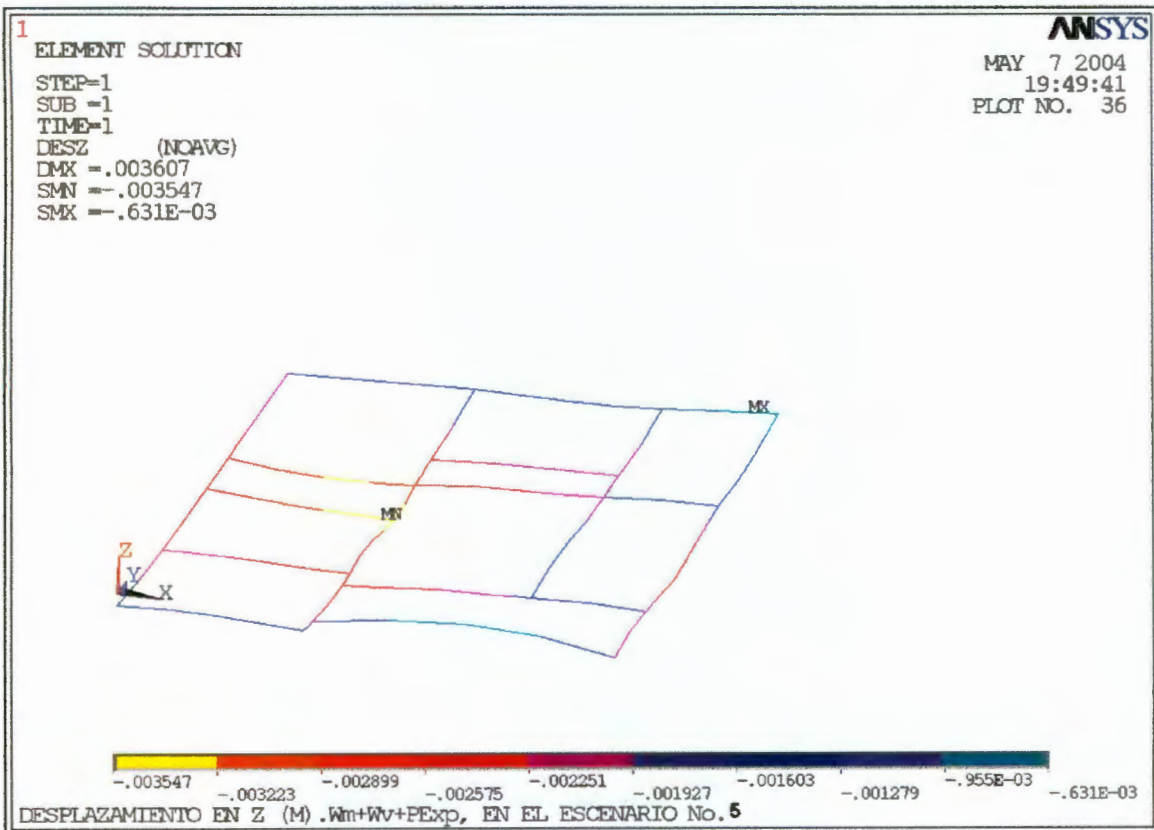 1
ANSYS
ELEMENT SOLUTION
STEP=1
SUB =1
TIME=1
DESZ (NOAVG)
DMX =.003607
SMN =-.003547
SMX =-.631E-03
MAY 7 2004
19:49:41
PLOT NO. 36
MX
MN
Z
Y
X
-.003547
-.003223
-.002899
-.002575
-.002251
-.001927
-.001603
-.001279
-.955E-03
-.631E-03
DESPLAZAMIENTO EN Z (M).Wm+Wv+PExp, EN EL ESCENARIO No.5